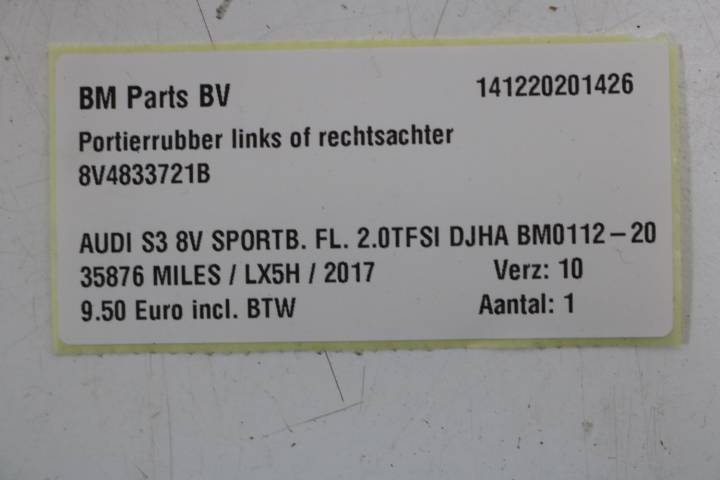 BM Parts BV 141220201426
Portierrubber links of rechtsachter
8V4833721B
AUDI S3 8V SPORTB. FL. 2.0TFSI DJHA BM0112-20
35876 MILES / LX5H / 2017 Verz: 10
9.50 Euro incl. BTW Aantal: 1